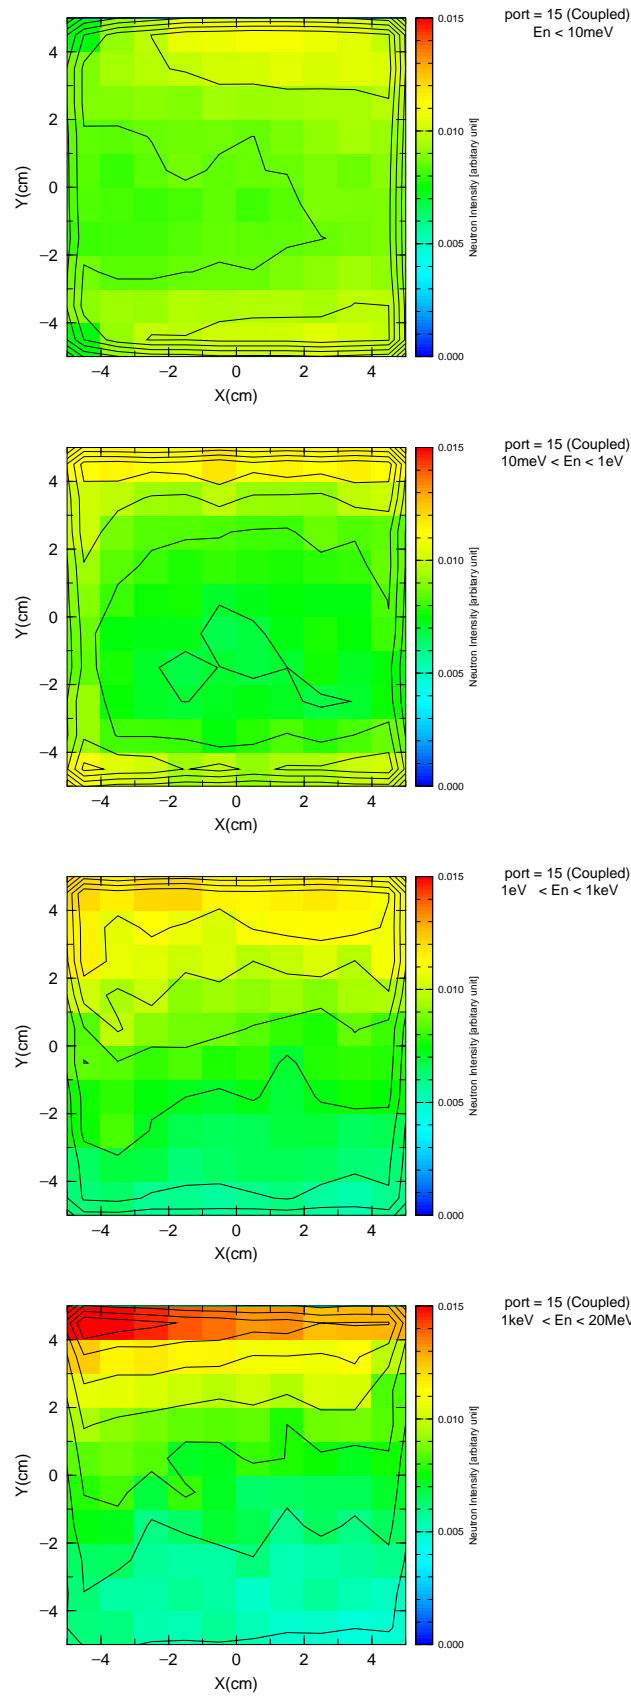 port = 15 (Coupled)
En < 10meV
4
2
0
−2
−4
Y(cm)
−4 −2 0 2 4
X(cm)
0.015
0.010
0.005
0.000
Neutron Intensity [arbitary unit]
port = 15 (Coupled)
10meV < En < 1eV
4
2
0
−2
−4
Y(cm)
−4 −2 0 2 4
X(cm)
0.015
0.010
0.005
0.000
Neutron Intensity [arbitary unit]
port = 15 (Coupled)
1eV < En < 1keV
4
2
0
−2
−4
Y(cm)
−4 −2 0 2 4
X(cm)
0.015
0.010
0.005
0.000
Neutron Intensity [arbitary unit]
port = 15 (Coupled)
1keV < En < 20MeV
4
2
0
−2
−4
Y(cm)
−4 −2 0 2 4
X(cm)
0.015
0.010
0.005
0.000
Neutron Intensity [arbitary unit]